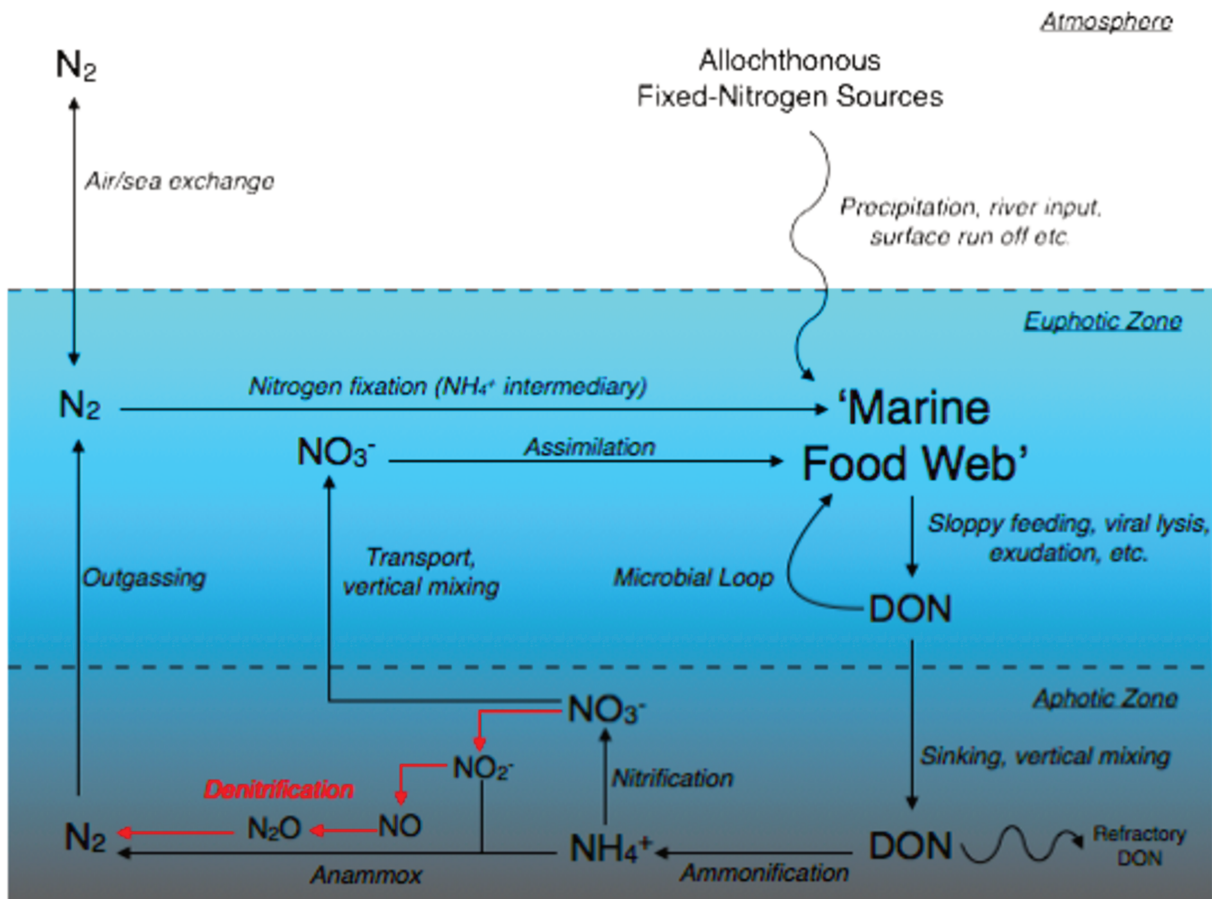 Atmosphere
N₂
Allochthonous
Fixed-Nitrogen Sources
Air/sea exchange
Precipitation, river input,
surface run off etc.
Euphotic Zone
N₂
Nitrogen fixation (NH₄⁺ intermediary)
'Marine
Food Web'
NO₃⁻
Assimilation
Sloppy feeding, viral lysis,
exudation, etc.
Transport,
vertical mixing
Outgassing
Microbial Loop
DON
Aphotic Zone
NO₃⁻
Sinking, vertical mixing
NO₂⁻
Nitrification
Denitrification
N₂O
NO
N₂
NH₄⁺
DON
Refractory
DON
Anammox
Ammonification